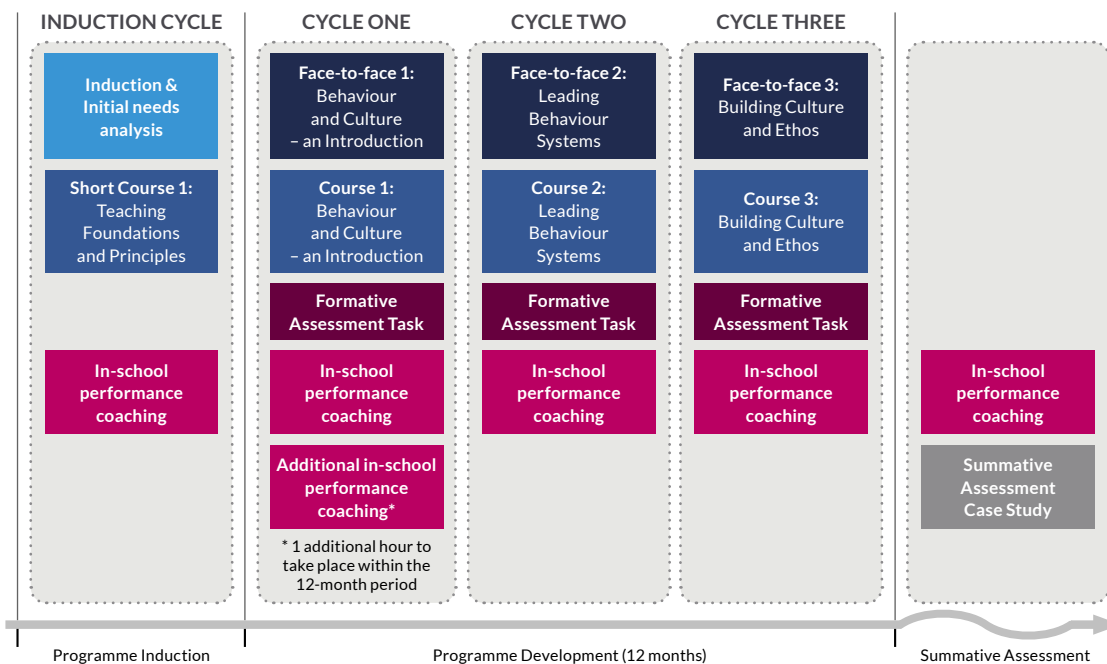 INDUCTION CYCLE
Induction &
Initial needs
analysis
Short Course 1:
Teaching
Foundations
and Principles
In-school
performance
coaching
CYCLE ONE
Face-to-face 1:
Behaviour
and Culture
– an Introduction
Course 1:
Behaviour
and Culture
– an Introduction
Formative
Assessment Task
In-school
performance
coaching
Additional in-school
performance
coaching*
* 1 additional hour to
take place within the
12-month period
CYCLE TWO
Face-to-face 2:
Leading
Behaviour
Systems
Course 2:
Leading
Behaviour
Systems
Formative
Assessment Task
In-school
performance
coaching
CYCLE THREE
Face-to-face 3:
Building Culture
and Ethos
Course 3:
Building Culture
and Ethos
Formative
Assessment Task
In-school
performance
coaching
In-school
performance
coaching
Summative
Assessment
Case Study
Programme Induction
Programme Development (12 months)
Summative Assessment